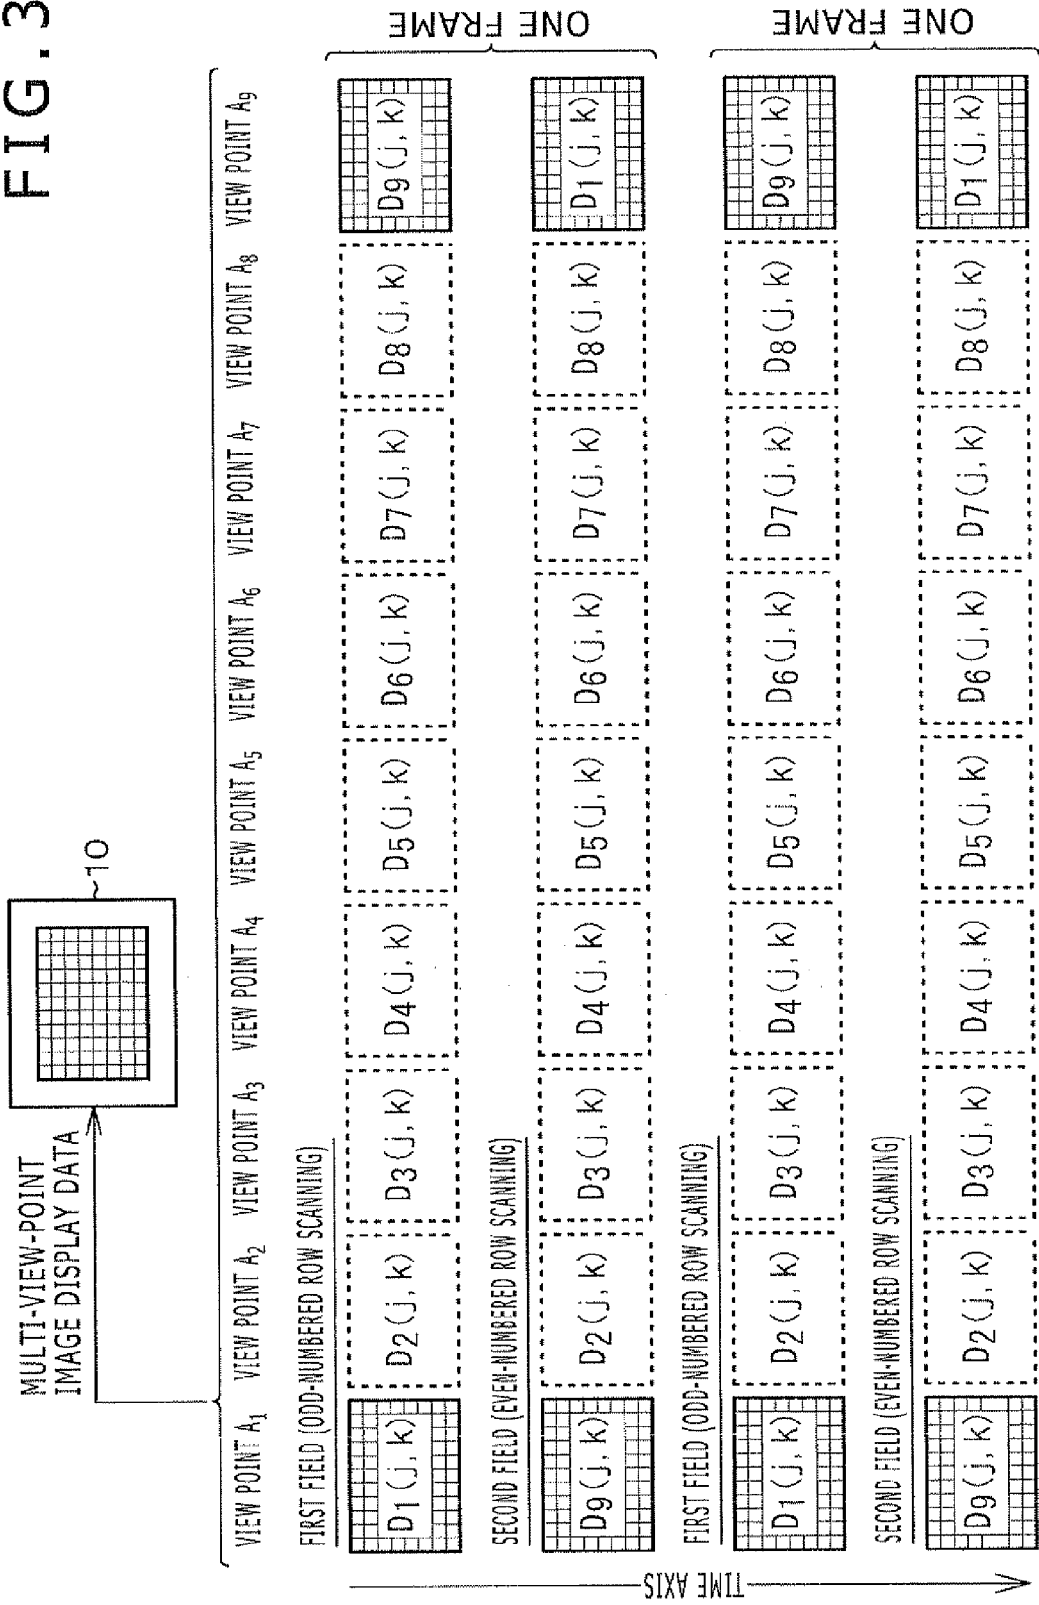 FIG.3
MULTI-VIEW-POINT
IMAGE DISPLAY DATA
10
VIEW POINT A1 VIEW POINT A2 VIEW POINT A3 VIEW POINT A4 VIEW POINT A5 VIEW POINT A6 VIEW POINT A7 VIEW POINT A8 VIEW POINT A9
FIRST FIELD (ODD-NUMBERED ROW SCANNING)
D1(j,k) D2(j,k) D3(j,k) D4(j,k) D5(j,k) D6(j,k) D7(j,k) D8(j,k) D9(j,k)
SECOND FIELD (EVEN-NUMBERED ROW SCANNING)
D9(j,k) D2(j,k) D3(j,k) D4(j,k) D5(j,k) D6(j,k) D7(j,k) D8(j,k) D1(j,k)
ONE FRAME
FIRST FIELD (ODD-NUMBERED ROW SCANNING)
D1(j,k) D2(j,k) D3(j,k) D4(j,k) D5(j,k) D6(j,k) D7(j,k) D8(j,k) D9(j,k)
SECOND FIELD (EVEN-NUMBERED ROW SCANNING)
D9(j,k) D2(j,k) D3(j,k) D4(j,k) D5(j,k) D6(j,k) D7(j,k) D8(j,k) D1(j,k)
ONE FRAME
TIME AXIS